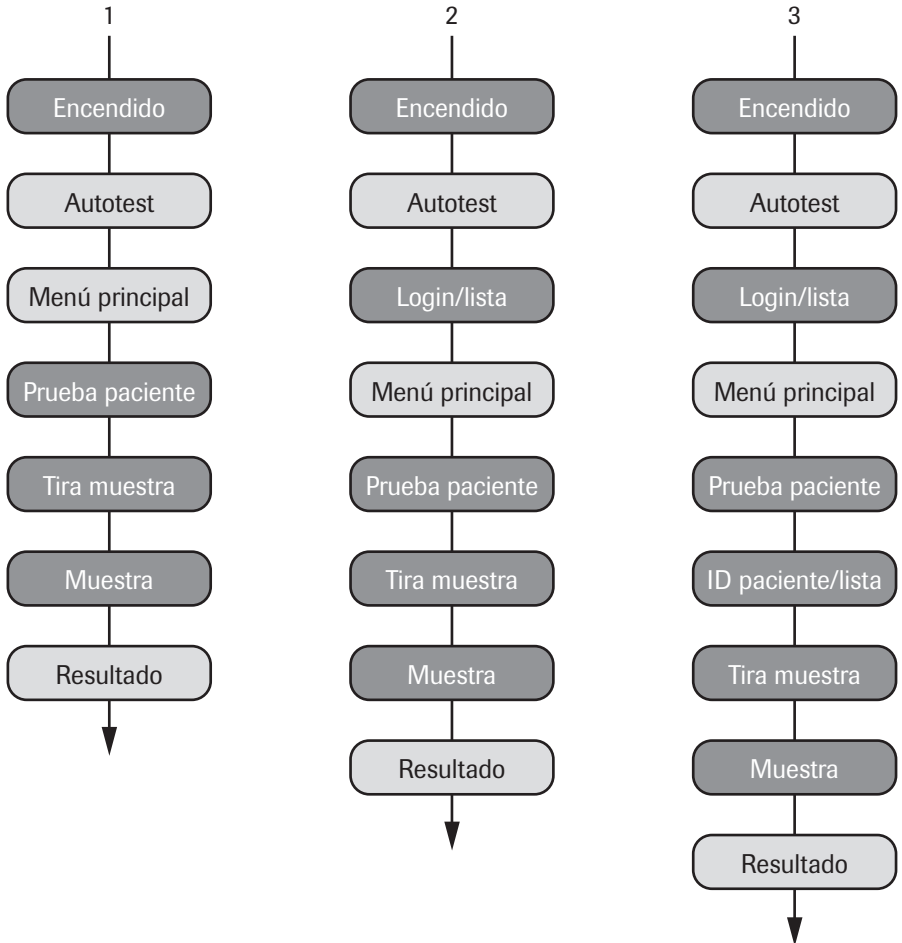 1
Encendido
Autotest
Menú principal
Prueba paciente
Tira muestra
Muestra
Resultado
2
Encendido
Autotest
Login/lista
Menú principal
Prueba paciente
Tira muestra
Muestra
Resultado
3
Encendido
Autotest
Login/lista
Menú principal
Prueba paciente
ID paciente/lista
Tira muestra
Muestra
Resultado